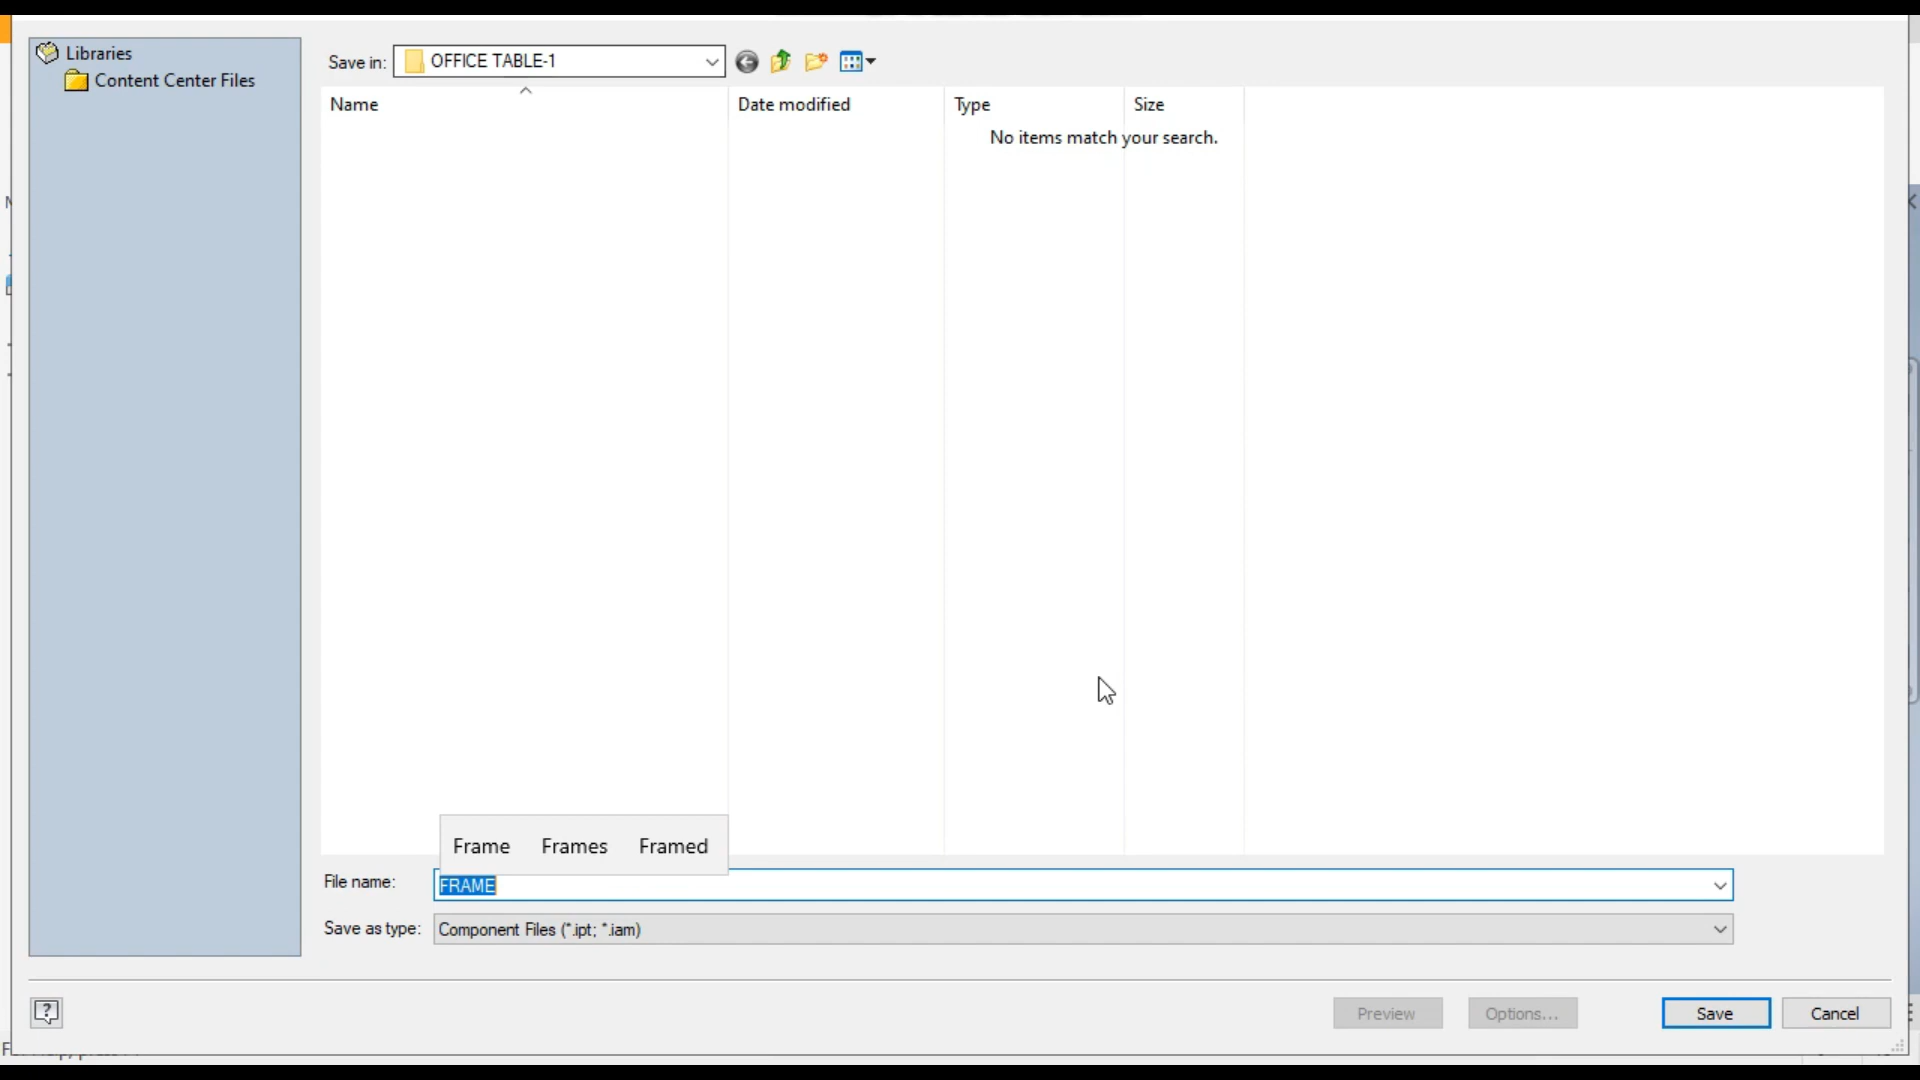 Libraries
Content Center Files
Save in: OFFICE TABLE-1
Name Date modified Type Size
No items match your search.
Frame Frames Framed
File name: FRAME
Save as type: Component Files (*.ipt; *.iam)
Preview Options... Save Cancel